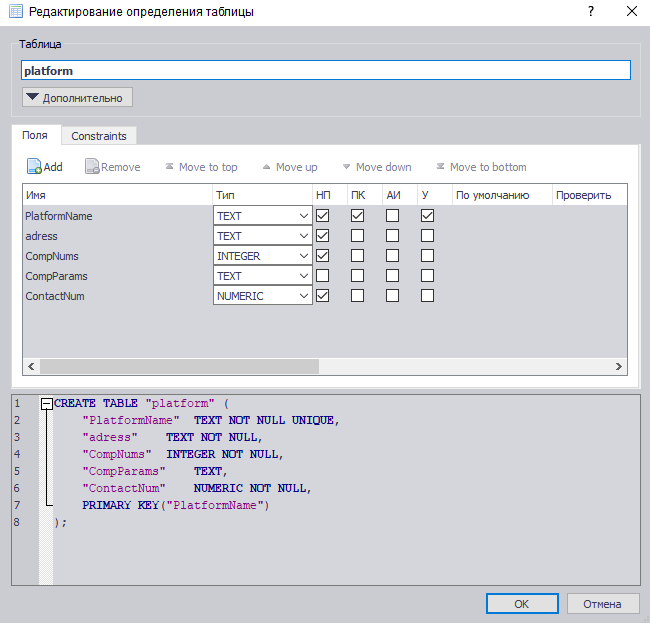 Редактирование определения таблицы
?
Таблица
platform
Дополнительно
Поля Constraints
Add Remove Move to top Move up Move down Move to bottom
Имя Тип НП ПК АИ У По умолчанию Проверить
PlatformName TEXT
adress TEXT
CompNums INTEGER
CompParams TEXT
ContactNum NUMERIC
1 CREATE TABLE "platform" (
2 "PlatformName" TEXT NOT NULL UNIQUE,
3 "adress" TEXT NOT NULL,
4 "CompNums" INTEGER NOT NULL,
5 "CompParams" TEXT,
6 "ContactNum" NUMERIC NOT NULL,
7 PRIMARY KEY("PlatformName")
8 );
OK Отмена